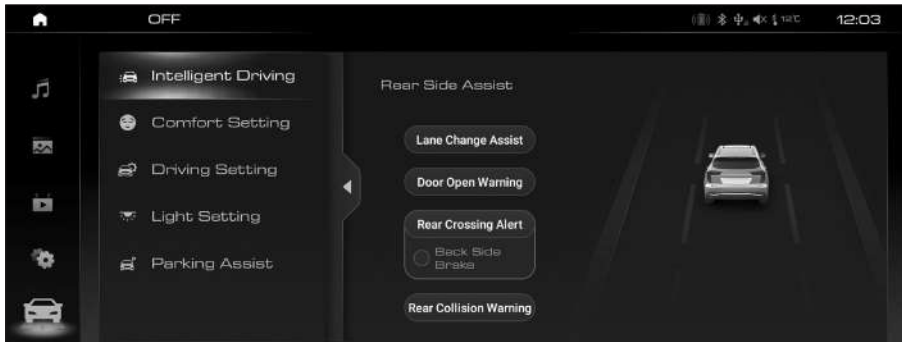 OFF
12℃
12:03
Intelligent Driving
Comfort Setting
Driving Setting
Light Setting
Parking Assist
Rear Side Assist
Lane Change Assist
Door Open Warning
Rear Crossing Alert
Back Side
Brake
Rear Collision Warning